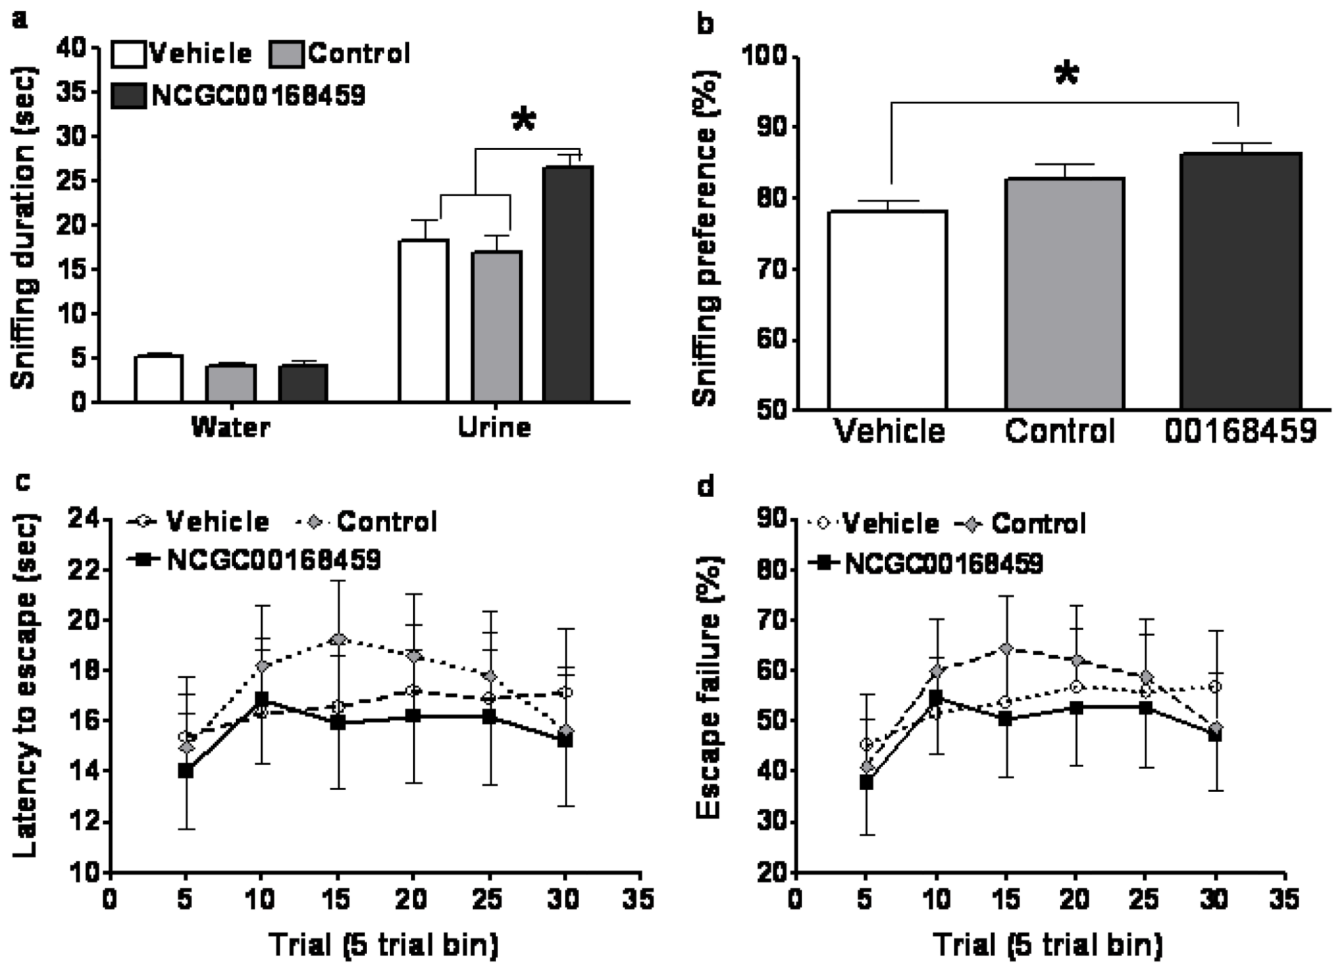 a
Sniffing duration (sec)
40
35
30
25
20
15
10
5
0
Vehicle Control
NCGC00168459
*
Water Urine
b
Sniffing preference (%)
100
90
80
70
60
50
*
Vehicle Control 00168459
c
Latency to escape (sec)
24
22
20
18
16
14
12
10
Vehicle Control
NCGC00168459
0 5 10 15 20 25 30 35
Trial (5 trial bin)
d
Escape failure (%)
90
80
70
60
50
40
30
20
Vehicle Control
NCGC00168459
0 5 10 15 20 25 30 35
Trial (5 trial bin)